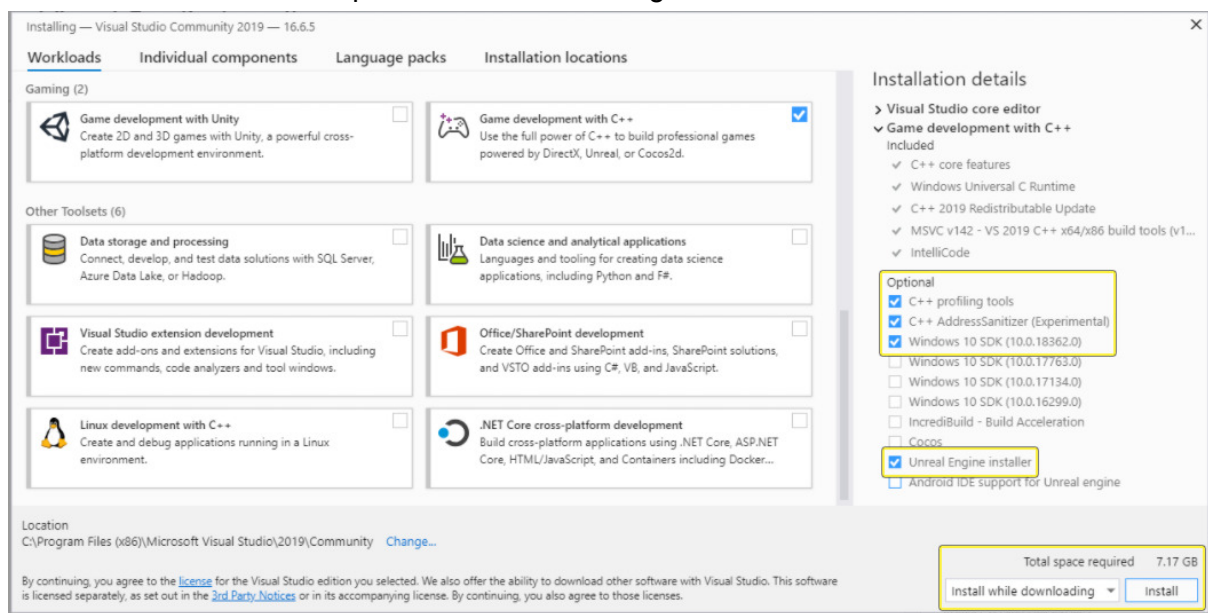 Installing — Visual Studio Community 2019 — 16.6.5
Workloads
Individual components
Language packs
Installation locations
Gaming (2)
Game development with Unity
Create 2D and 3D games with Unity, a powerful cross-
platform development environment.
Game development with C++
Use the full power of C++ to build professional games
powered by DirectX, Unreal, or Cocos2d.
Other Toolsets (6)
Data storage and processing
Connect, develop, and test data solutions with SQL Server,
Azure Data Lake, or Hadoop.
Data science and analytical applications
Languages and tooling for creating data science
applications, including Python and F#.
Visual Studio extension development
Create add-ons and extensions for Visual Studio, including
new commands, code analyzers and tool windows.
Office/SharePoint development
Create Office and SharePoint add-ins, SharePoint solutions,
and VSTO add-ins using C#, VB, and JavaScript.
Linux development with C++
Create and debug applications running in a Linux
environment.
.NET Core cross-platform development
Build cross-platform applications using .NET Core, ASP.NET
Core, HTML/JavaScript, and Containers including Docker...
Installation details
Visual Studio core editor
Game development with C++
Included
C++ core features
Windows Universal C Runtime
C++ 2019 Redistributable Update
MSVC v142 - VS 2019 C++ x64/x86 build tools (v1...
IntelliCode
Optional
C++ profiling tools
C++ AddressSanitizer (Experimental)
Windows 10 SDK (10.0.18362.0)
Windows 10 SDK (10.0.17763.0)
Windows 10 SDK (10.0.17134.0)
Windows 10 SDK (10.0.16299.0)
IncrediBuild - Build Acceleration
Cocos
Unreal Engine installer
Android IDE support for Unreal engine
Location
C:\Program Files (x86)\Microsoft Visual Studio\2019\Community Change...
By continuing, you agree to the license for the Visual Studio edition you selected. We also offer the ability to download other software with Visual Studio. This software
is licensed separately, as set out in the 3rd Party Notices or in its accompanying license. By continuing, you also agree to those licenses.
Total space required 7.17 GB
Install while downloading
Install